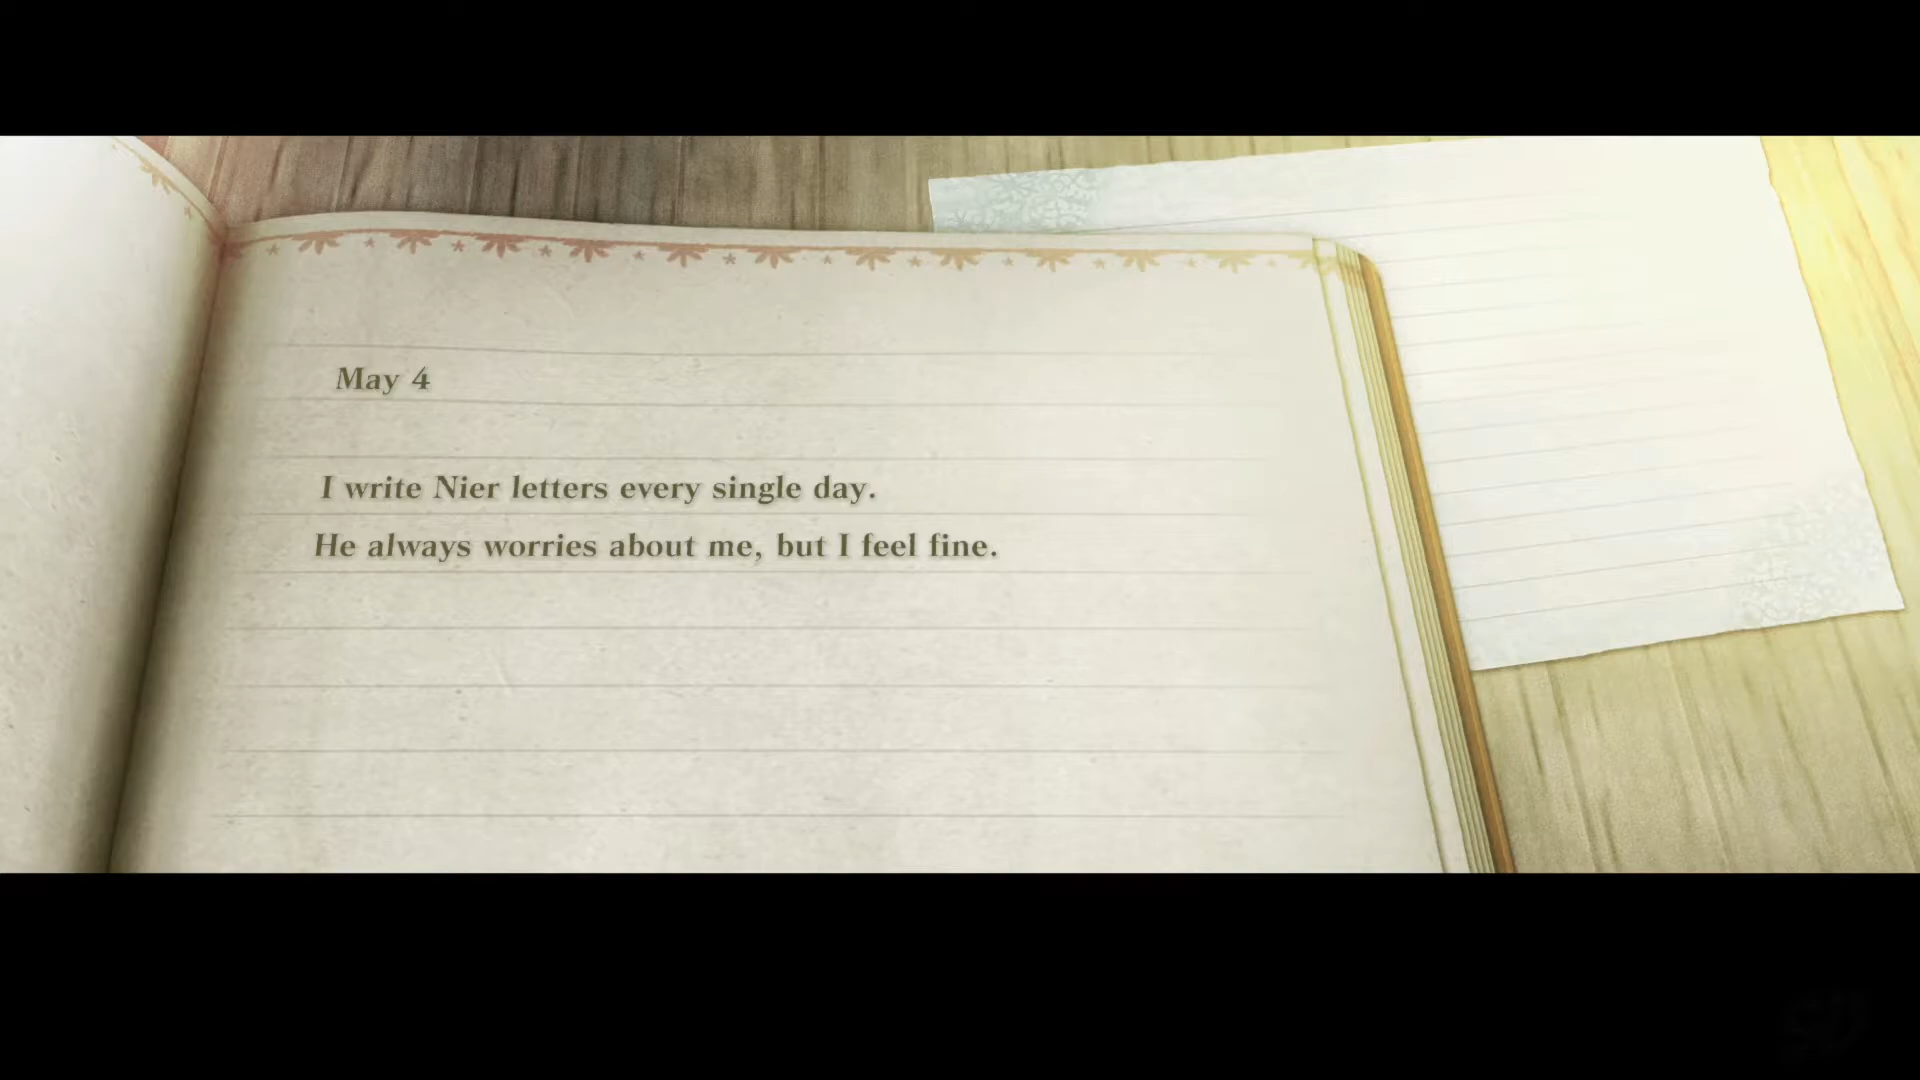 May 4
I write Nier letters every single day.
He always worries about me, but I feel fine.